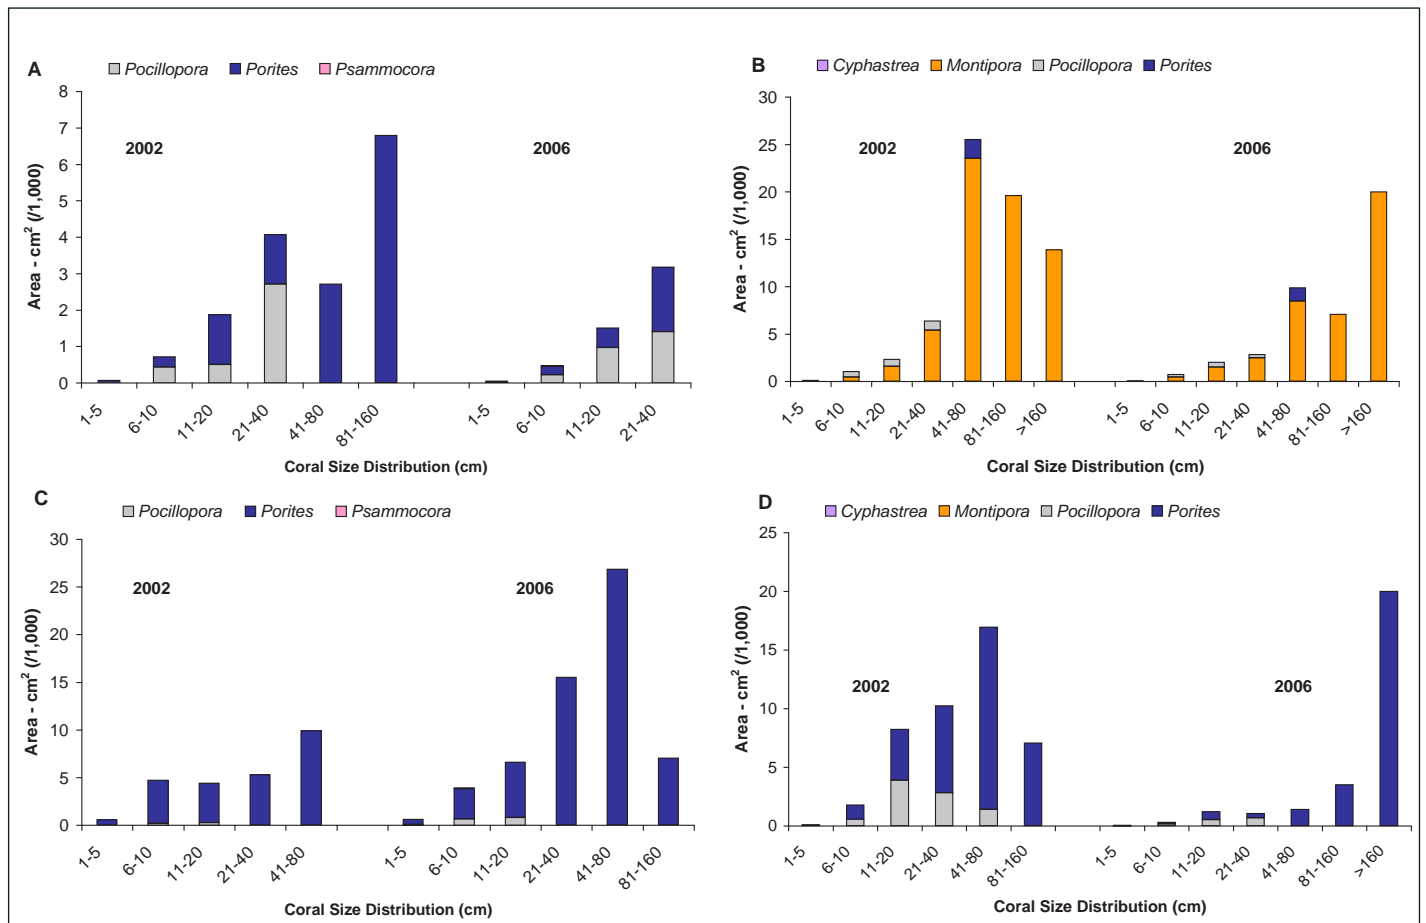 A
Pocillopora Porites Psammocora
8
7
6
5
4
3
2
1
0
Area - cm² (/1,000)
2002
2006
1-5 6-10 11-20 21-40 41-80 81-160 1-5 6-10 11-20 21-40
Coral Size Distribution (cm)
B
Cyphastrea Montipora Pocillopora Porites
30
25
20
15
10
5
0
Area - cm² (/1,000)
2002
2006
1-5 6-10 11-20 21-40 41-80 81-160 >160 1-5 6-10 11-20 21-40 41-80 81-160 >160
Coral Size Distribution (cm)
C
Pocillopora Porites Psammocora
30
25
20
15
10
5
0
Area - cm² (/1,000)
2002
2006
1-5 6-10 11-20 21-40 41-80 1-5 6-10 11-20 21-40 41-80 81-160
Coral Size Distribution (cm)
D
Cyphastrea Montipora Pocillopora Porites
25
20
15
10
5
0
Area - cm² (/1,000)
2002
2006
1-5 6-10 11-20 21-40 41-80 81-160 1-5 6-10 11-20 21-40 41-80 81-160 >160
Coral Size Distribution (cm)